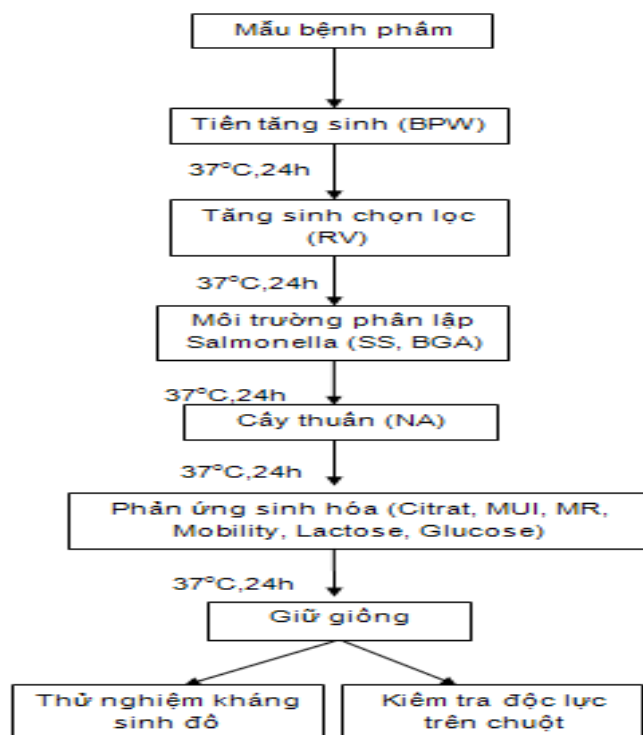 Mẫu bệnh phẩm
Tiền tăng sinh (BPW)
37°C,24h
Tăng sinh chọn lọc
(RV)
37°C,24h
Môi trường phân lập
Salmonella (SS, BGA)
37°C,24h
Cấy thuần (NA)
37°C,24h
Phản ứng sinh hóa (Citrat, MUI, MR,
Mobility, Lactose, Glucose)
37°C,24h
Giữ giống
Thử nghiệm kháng
sinh đồ
Kiểm tra độc lực
trên chuột